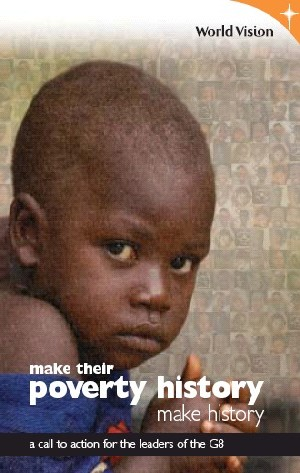 World Vision
make their
poverty history
make history
a call to action for the leaders of the G8